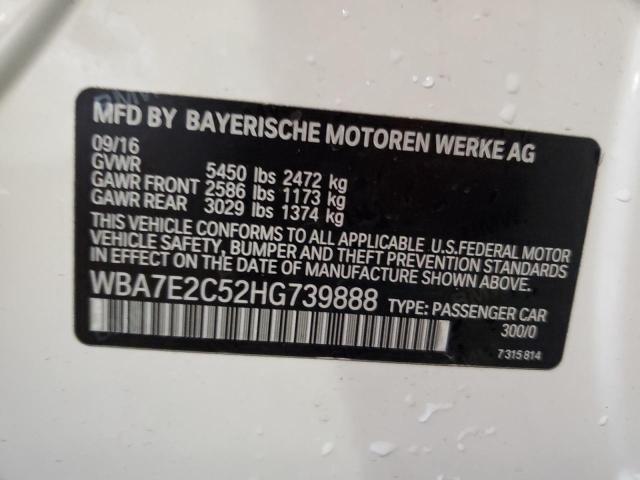 MFD BY BAYERISCHE MOTOREN WERKE AG
09/16
GVWR 5450 lbs 2472 kg
GAWR FRONT 2586 lbs 1173 kg
GAWR REAR 3029 lbs 1374 kg
THIS VEHICLE CONFORMS TO ALL APPLICABLE U.S.FEDERAL MOTOR
VEHICLE SAFETY, BUMPER AND THEFT PREVENTION STANDARDS
IN EFFECT ON THE DATE OF MANUFACTURE SHOWN ABOVE.
WBA7E2C52HG739888 TYPE: PASSENGER CAR
300/0
7315814